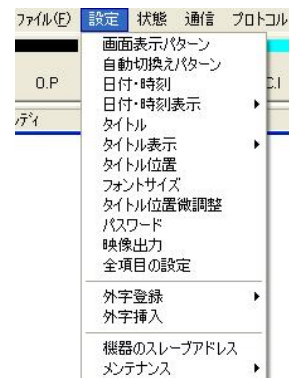 ファイル(F) 設定 状態 通信 プロトコル
画面表示パターン
自動切換えパターン
O.P
日付・時刻
C.I
日付・時刻表示
ﾃﾞｨ
タイトル
タイトル表示
タイトル位置
フォントサイズ
タイトル位置微調整
パスワード
映像出力
全項目の設定
外字登録
外字挿入
機器のスレーブアドレス
メンテナンス